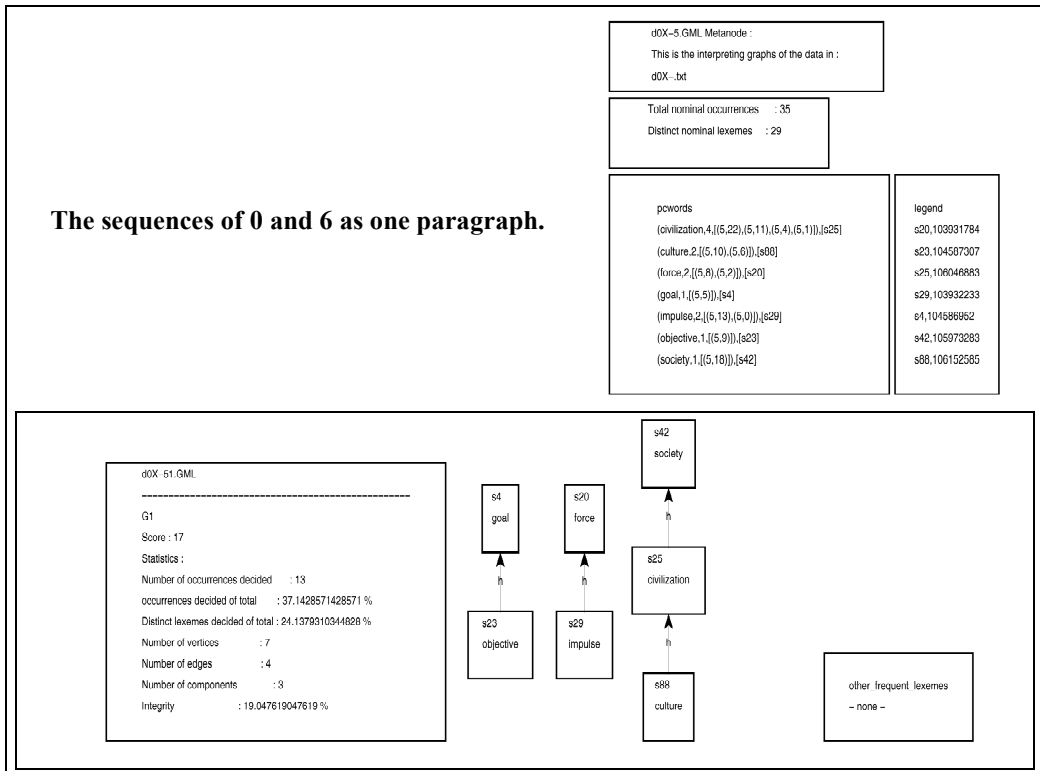 d0X–5.GML Metanode :
This is the interpreting graphs of the data in :
d0X–.txt
Total nominal occurrences : 35
Distinct nominal lexemes : 29
The sequences of 0 and 6 as one paragraph.
pcwords
(civilization,4,[(5,22),(5,11),(5,4),(5,1)]),[s25]
(culture,2,[(5,10),(5,6)]),[s88]
(force,2,[(5,8),(5,2)]),[s20]
(goal,1,[(5,5)]),[s4]
(impulse,2,[(5,13),(5,0)]),[s29]
(objective,1,[(5,9)]),[s23]
(society,1,[(5,18)]),[s42]
legend
s20,103931784
s23,104587307
s25,106046883
s29,103932233
s4,104586952
s42,105973283
s88,106152585
d0X–51.GML
--------------------------------------------------
G1
Score : 17
Statistics :
Number of occurrences decided : 13
occurrences decided of total : 37.1428571428571 %
Distinct lexemes decided of total : 24.1379310344828 %
Number of vertices : 7
Number of edges : 4
Number of components : 3
Integrity : 19.047619047619 %
s4
goal
h
s23
objective
s20
force
h
s29
impulse
s42
society
h
s25
civilization
h
s88
culture
other_frequent_lexemes
– none –